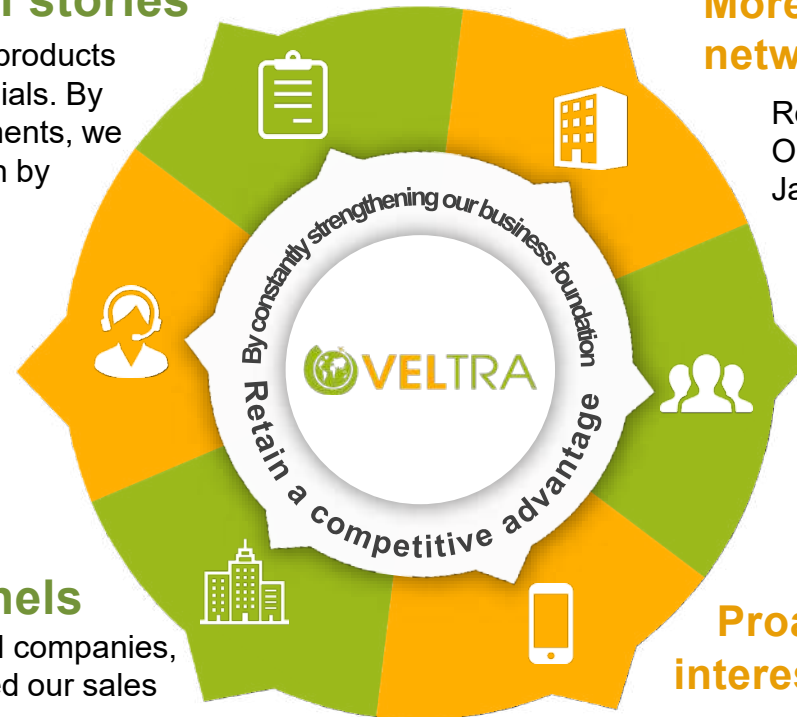 stories
products
ials. By
nents, we
n by
More
netw
Re
O
Ja
By constantly strengthening our business foundation
VELTRA
Retain a competitive advantage
nels
l companies,
ed our sales
Proa
interes